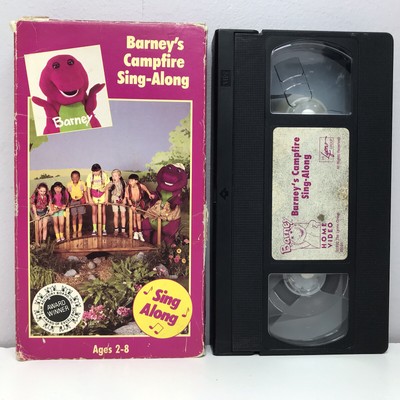 Barney's
Campfire
Sing-Along
Barney
AWARD
WINNER
Sing
Along
Ages 2-8
Barney's Campfire
Sing-Along
Barney
HOME
VIDEO